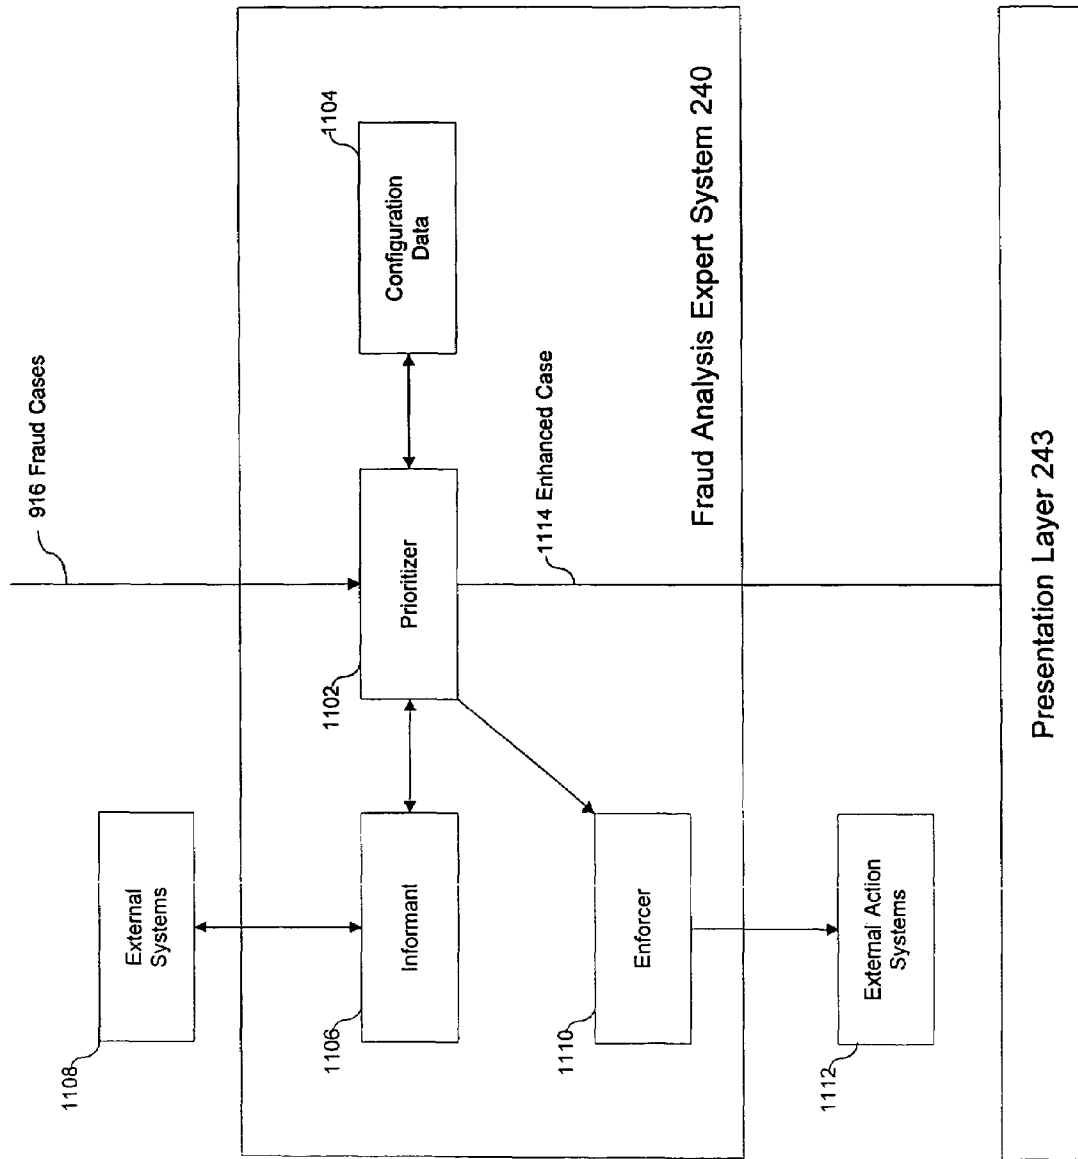 1108
External
Systems
1106
Informant
1110
Enforcer
1112
External Action
Systems
916 Fraud Cases
1102
Prioritizer
1114 Enhanced Case
1104
Configuration
Data
Fraud Analysis Expert System 240
Presentation Layer 243